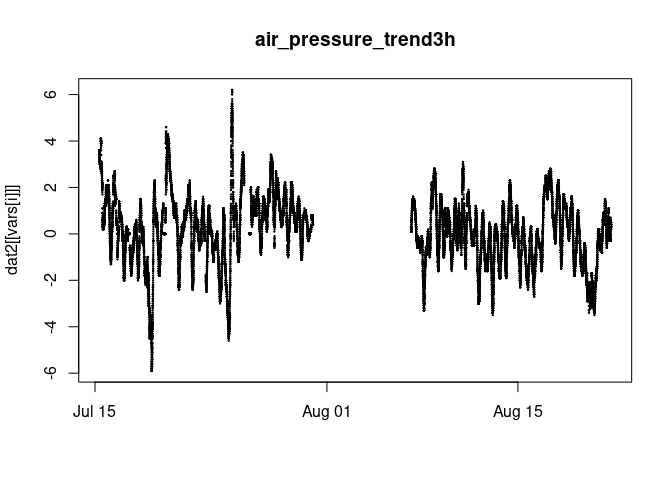 air_pressure_trend3h
dat2[[vars[i]]]
6
4
2
0
-2
-4
-6
Jul 15
Aug 01
Aug 15